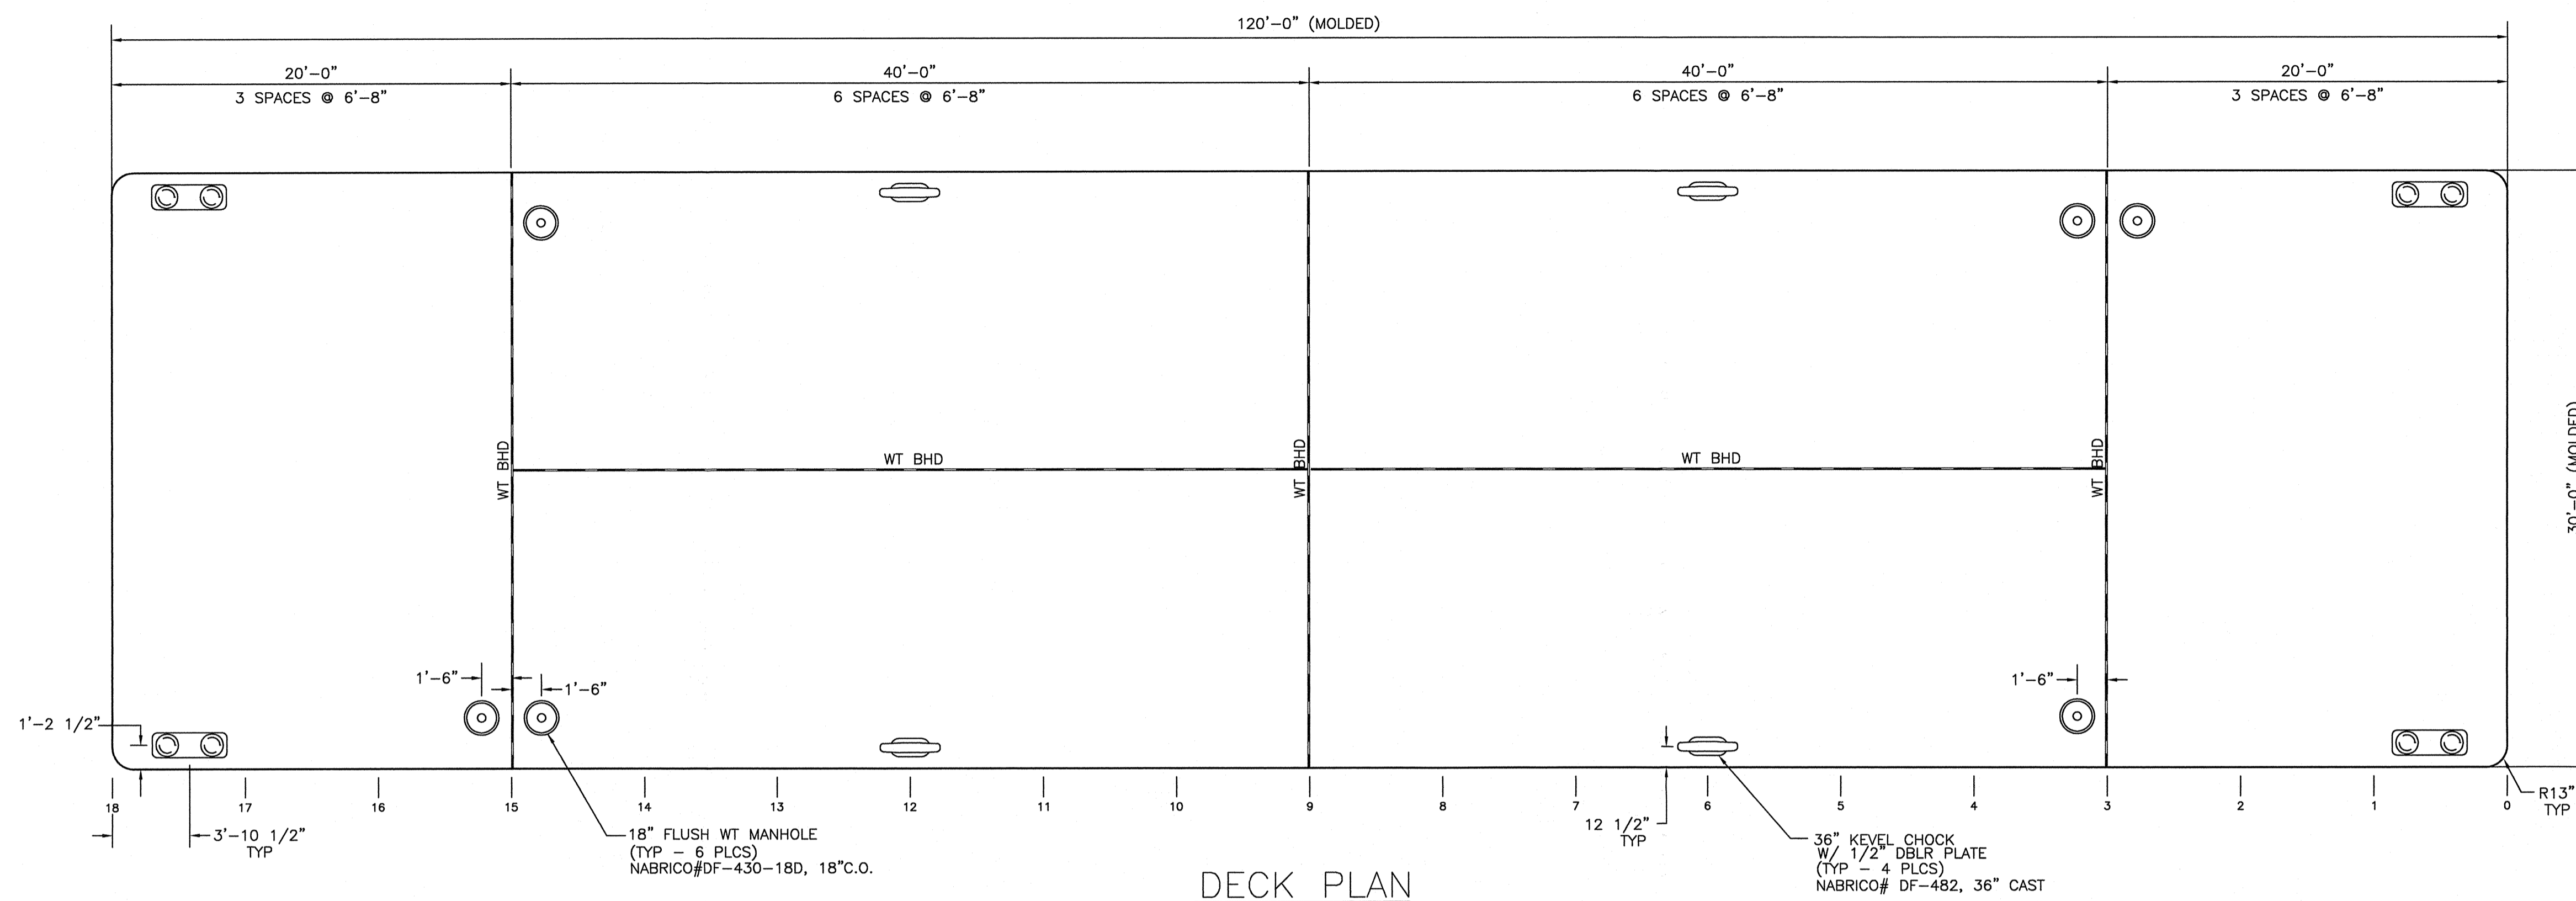 120'-0" (MOLDED)
20'-0"
3 SPACES @ 6'-8"
40'-0"
6 SPACES @ 6'-8"
40'-0"
6 SPACES @ 6'-8"
20'-0"
3 SPACES @ 6'-8"
30'-0" (MOLDED)
WT BHD
WT BHD
WT BHD
WT BHD
WT BHD
1'-6"
1'-6"
1'-6"
1'-2 1/2"
18
17
16
15
14
13
12
11
10
9
8
7
6
5
4
3
2
1
0
3'-10 1/2"
TYP
18" FLUSH WT MANHOLE
(TYP - 6 PLCS)
NABRICO#DF-430-18D, 18"C.O.
12 1/2"
TYP
36" KEVEL CHOCK
W/ 1/2" DBLR PLATE
(TYP - 4 PLCS)
NABRICO# DF-482, 36" CAST
R13"
TYP
DECK PLAN